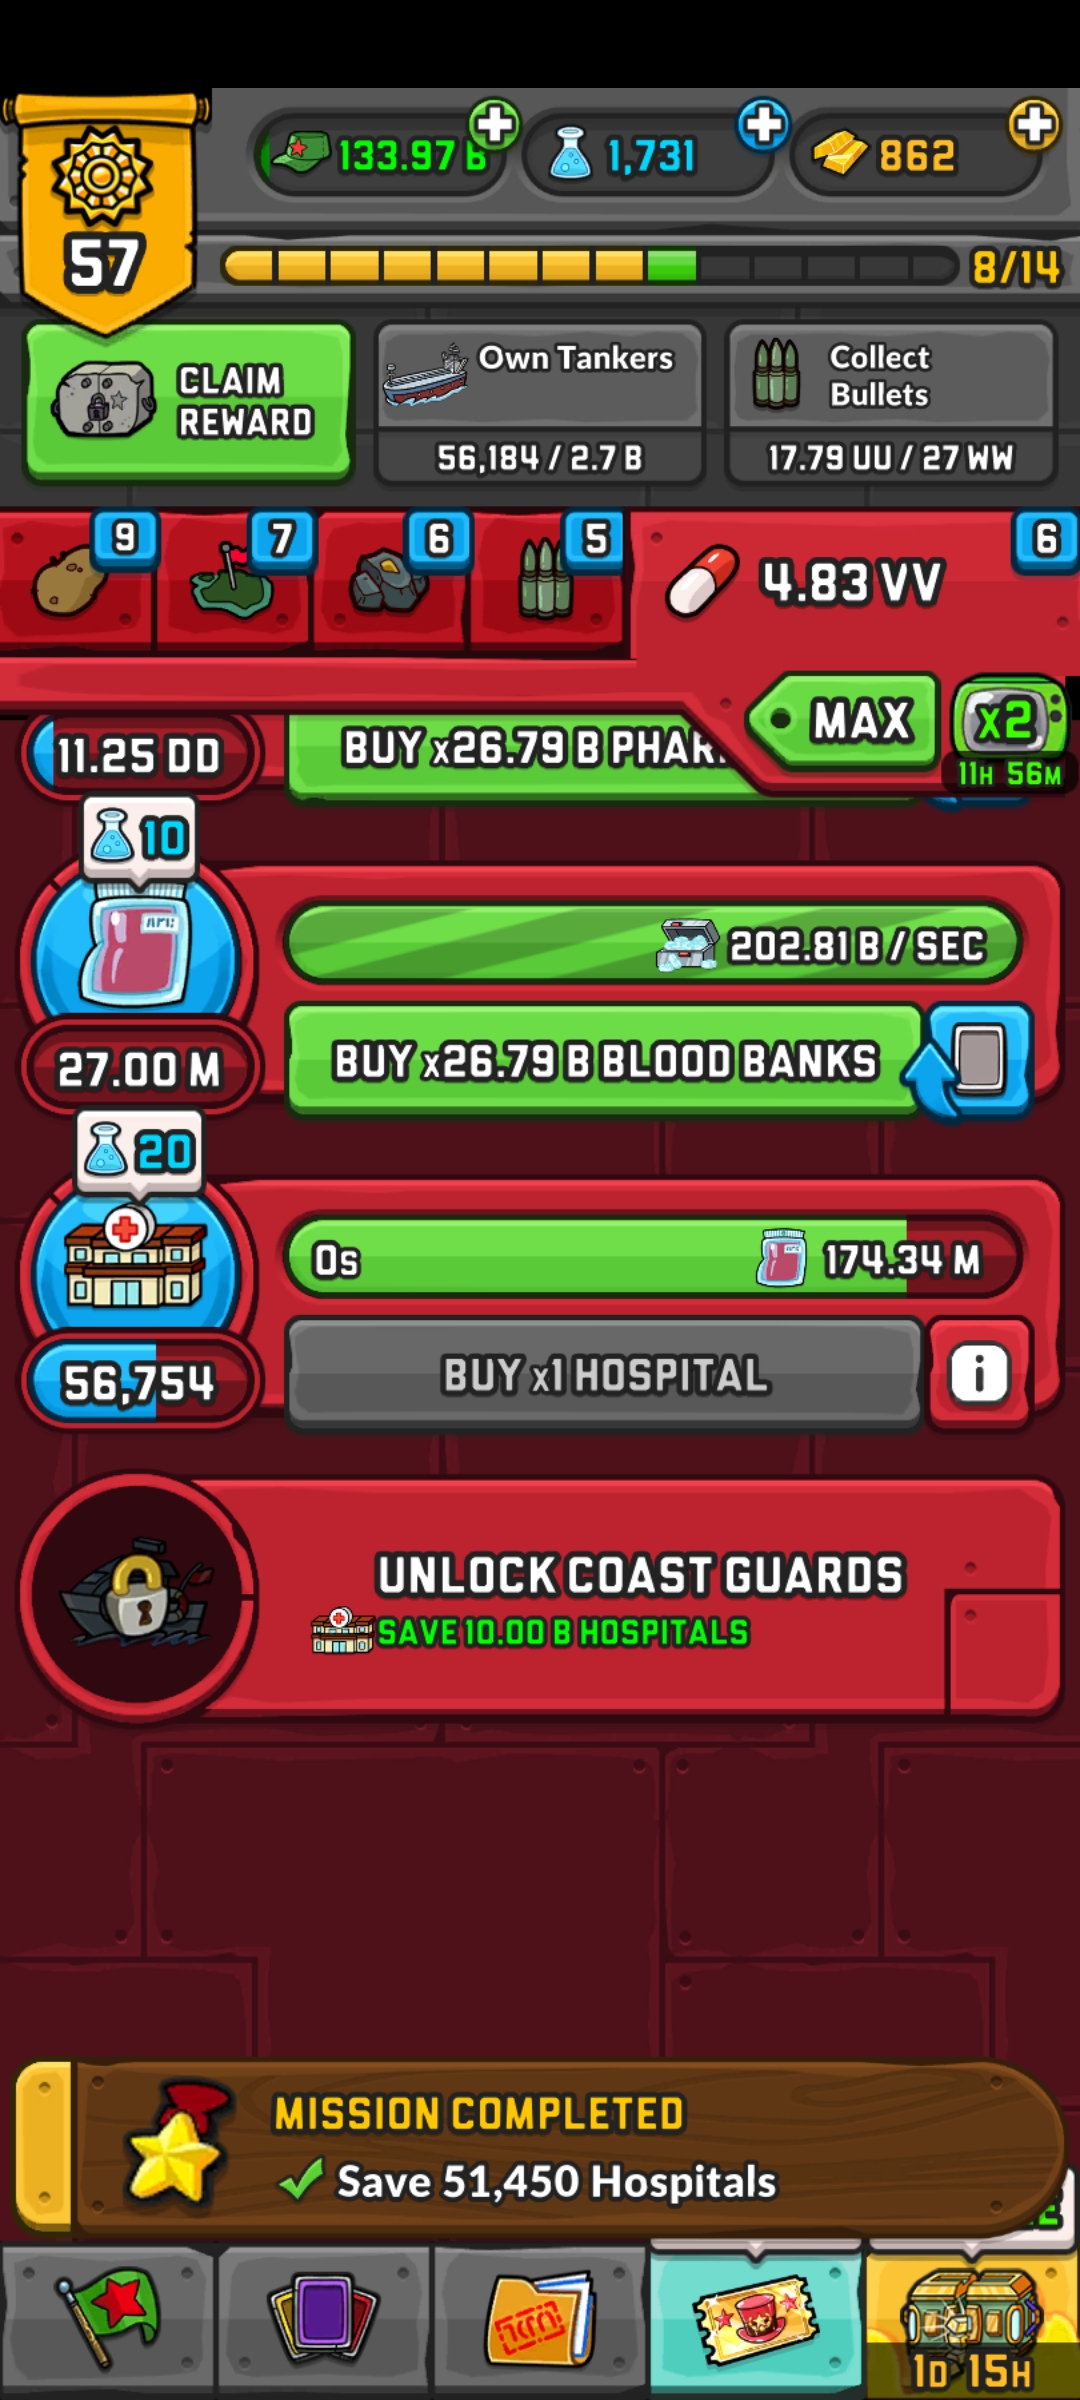 133.97 B
1,731
862
57
8/14
CLAIM
REWARD
Own Tankers
56,184 / 2.7 B
Collect
Bullets
17.79 UU / 27 WW
9
7
6
5
6
4.83 VV
MAX
x2
11H 56M
11.25 DD
BUY x26.79 B PHAR
10
202.81 B / SEC
27.00 M
BUY x26.79 B BLOOD BANKS
20
0s
174.34 M
56,754
BUY x1 HOSPITAL
i
UNLOCK COAST GUARDS
SAVE 10.00 B HOSPITALS
MISSION COMPLETED
Save 51,450 Hospitals
1D 15H